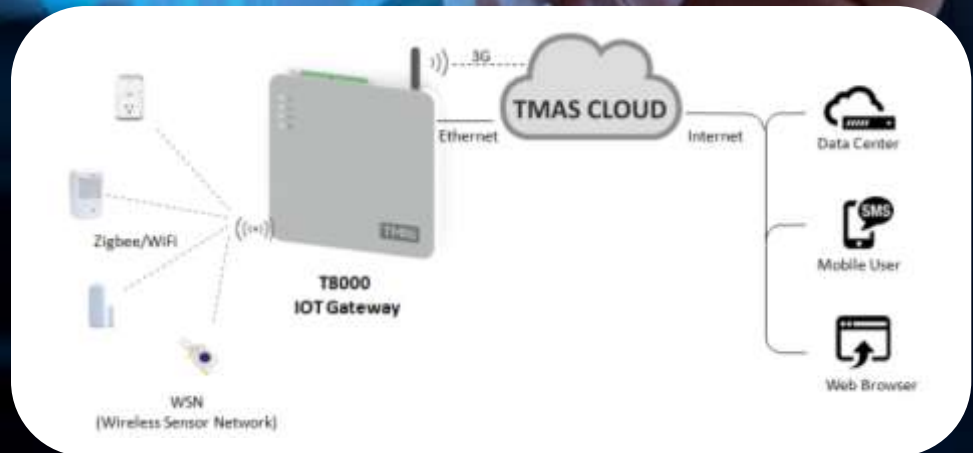 3G
TMAS CLOUD
Ethernet
Internet
Data Center
SMS
Mobile User
Web Browser
Zigbee/WiFi
TMAS
T8000
IOT Gateway
WSN
(Wireless Sensor Network)